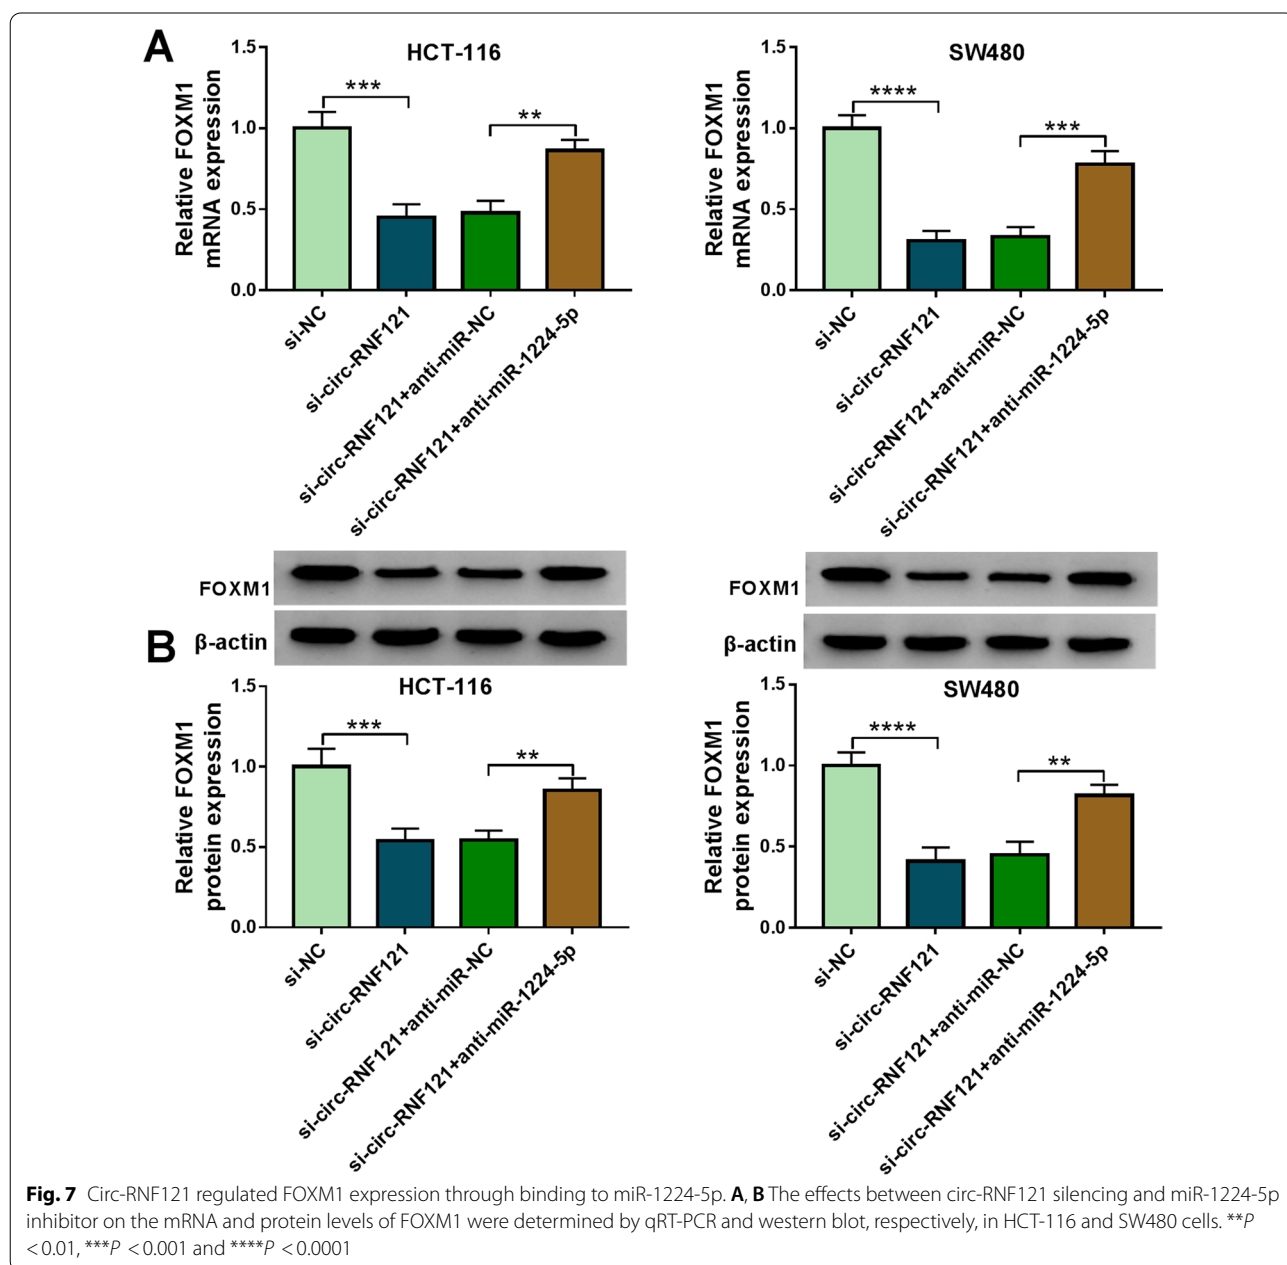 A
HCT-116
Relative FOXM1
mRNA expression
1.5
1.0
0.5
0.0
***
**
si-NC
si-circ-RNF121
si-circ-RNF121+anti-miR-NC
si-circ-RNF121+anti-miR-1224-5p
SW480
Relative FOXM1
mRNA expression
1.5
1.0
0.5
0.0
****
***
si-NC
si-circ-RNF121
si-circ-RNF121+anti-miR-NC
si-circ-RNF121+anti-miR-1224-5p
B
FOXM1
β-actin
HCT-116
Relative FOXM1
protein expression
1.5
1.0
0.5
0.0
***
**
si-NC
si-circ-RNF121
si-circ-RNF121+anti-miR-NC
si-circ-RNF121+anti-miR-1224-5p
FOXM1
β-actin
SW480
Relative FOXM1
protein expression
1.5
1.0
0.5
0.0
****
**
si-NC
si-circ-RNF121
si-circ-RNF121+anti-miR-NC
si-circ-RNF121+anti-miR-1224-5p
Fig. 7 Circ-RNF121 regulated FOXM1 expression through binding to miR-1224-5p. A, B The effects between circ-RNF121 silencing and miR-1224-5p
inhibitor on the mRNA and protein levels of FOXM1 were determined by qRT-PCR and western blot, respectively, in HCT-116 and SW480 cells. **P
< 0.01, ***P < 0.001 and ****P < 0.0001